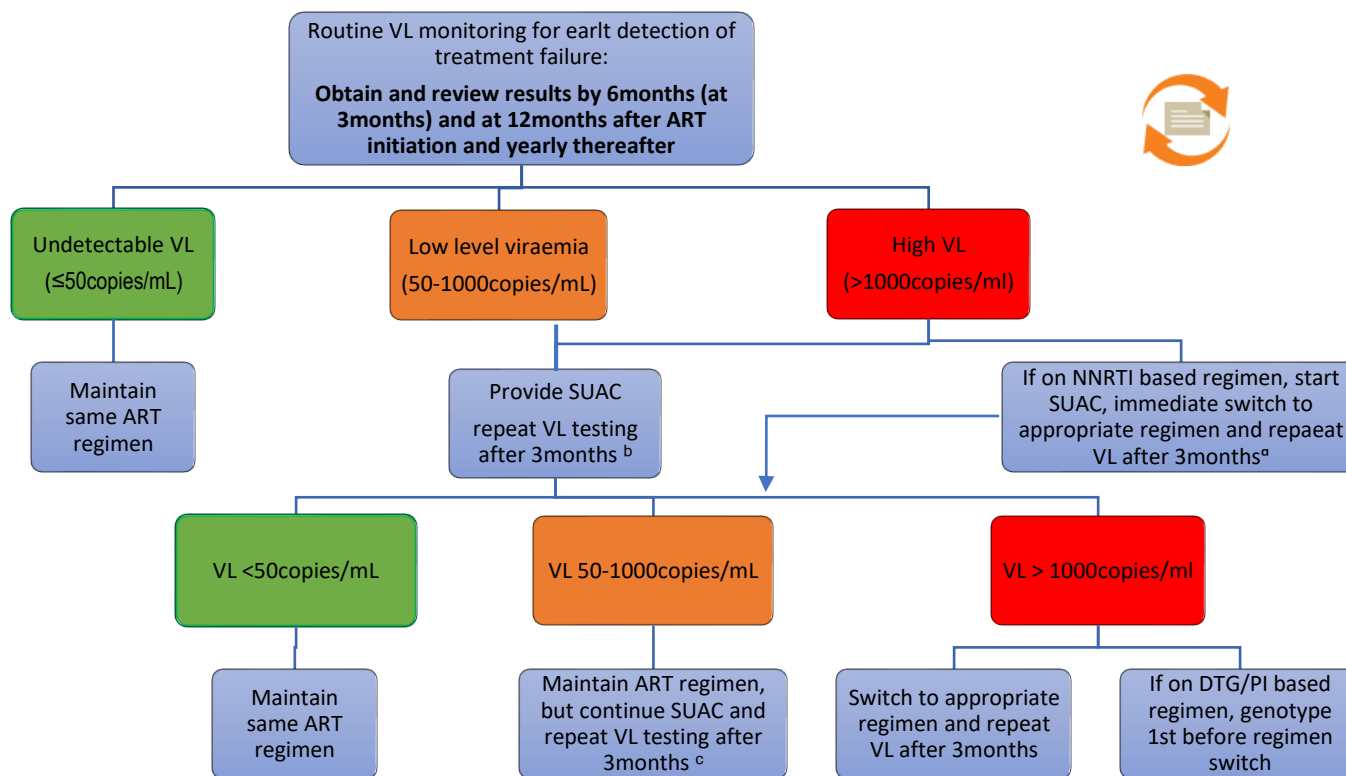 Routine VL monitoring for earlt detection of
treatment failure:
Obtain and review results by 6months (at
3months) and at 12months after ART
initiation and yearly thereafter
Undetectable VL
(≤50copies/mL)
Low level viraemia
(50-1000copies/mL)
High VL
(>1000copies/ml)
Maintain
same ART
regimen
Provide SUAC
repeat VL testing
after 3months ᵇ
If on NNRTI based regimen, start
SUAC, immediate switch to
appropriate regimen and repaeat
VL after 3monthsᵃ
VL <50copies/mL
VL 50-1000copies/mL
VL > 1000copies/ml
Maintain
same ART
regimen
Maintain ART regimen,
but continue SUAC and
repeat VL testing after
3months ᶜ
Switch to appropriate
regimen and repeat
VL after 3months
If on DTG/PI based
regimen, genotype
1st before regimen
switch